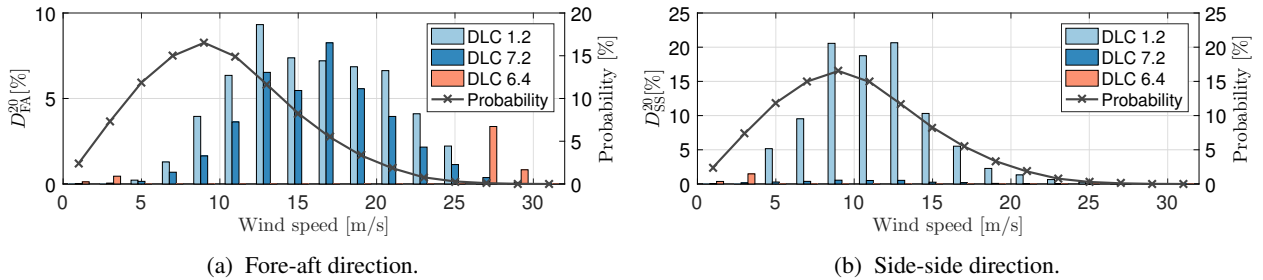 10
5
0
D_FA^20 [%]
0 5 10 15 20 25 30
Wind speed [m/s]
20
15
10
5
0
Probability [%]
DLC 1.2
DLC 7.2
DLC 6.4
Probability
(a) Fore-aft direction.
25
20
15
10
5
0
D_SS^20[%]
0 5 10 15 20 25 30
Wind speed [m/s]
25
20
15
10
5
0
Probability [%]
DLC 1.2
DLC 7.2
DLC 6.4
Probability
(b) Side-side direction.